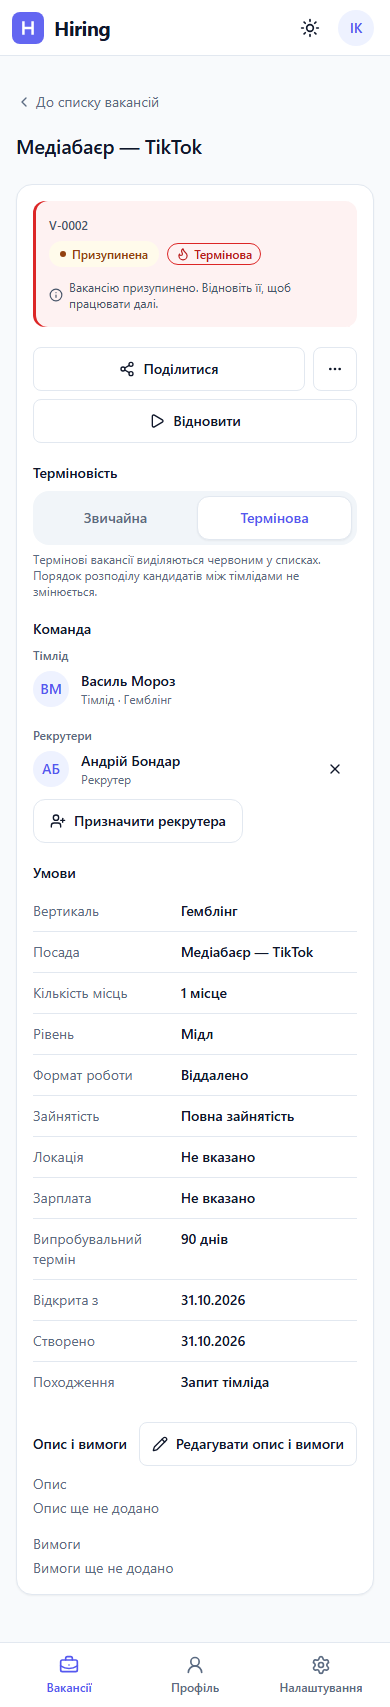 H Hiring
ІК
До списку вакансій
Медіабаєр — TikTok
V-0002
Призупинена
Термінова
Вакансію призупинено. Відновіть її, щоб
працювати далі.
Поділитися
Відновити
Терміновість
Звичайна
Термінова
Термінові вакансії виділяються червоним у списках.
Порядок розподілу кандидатів між тімлідами не
змінюється.
Команда
Тімлід
ВМ
Василь Мороз
Тімлід · Гемблінг
Рекрутери
АБ
Андрій Бондар
Рекрутер
Призначити рекрутера
Умови
Вертикаль Гемблінг
Посада Медіабаєр — TikTok
Кількість місць 1 місце
Рівень Мідл
Формат роботи Віддалено
Зайнятість Повна зайнятість
Локація Не вказано
Зарплата Не вказано
Випробувальний 90 днів
термін
Відкрита з 31.10.2026
Створено 31.10.2026
Походження Запит тімліда
Опис і вимоги Редагувати опис і вимоги
Опис
Опис ще не додано
Вимоги
Вимоги ще не додано
Вакансії Профіль Налаштування